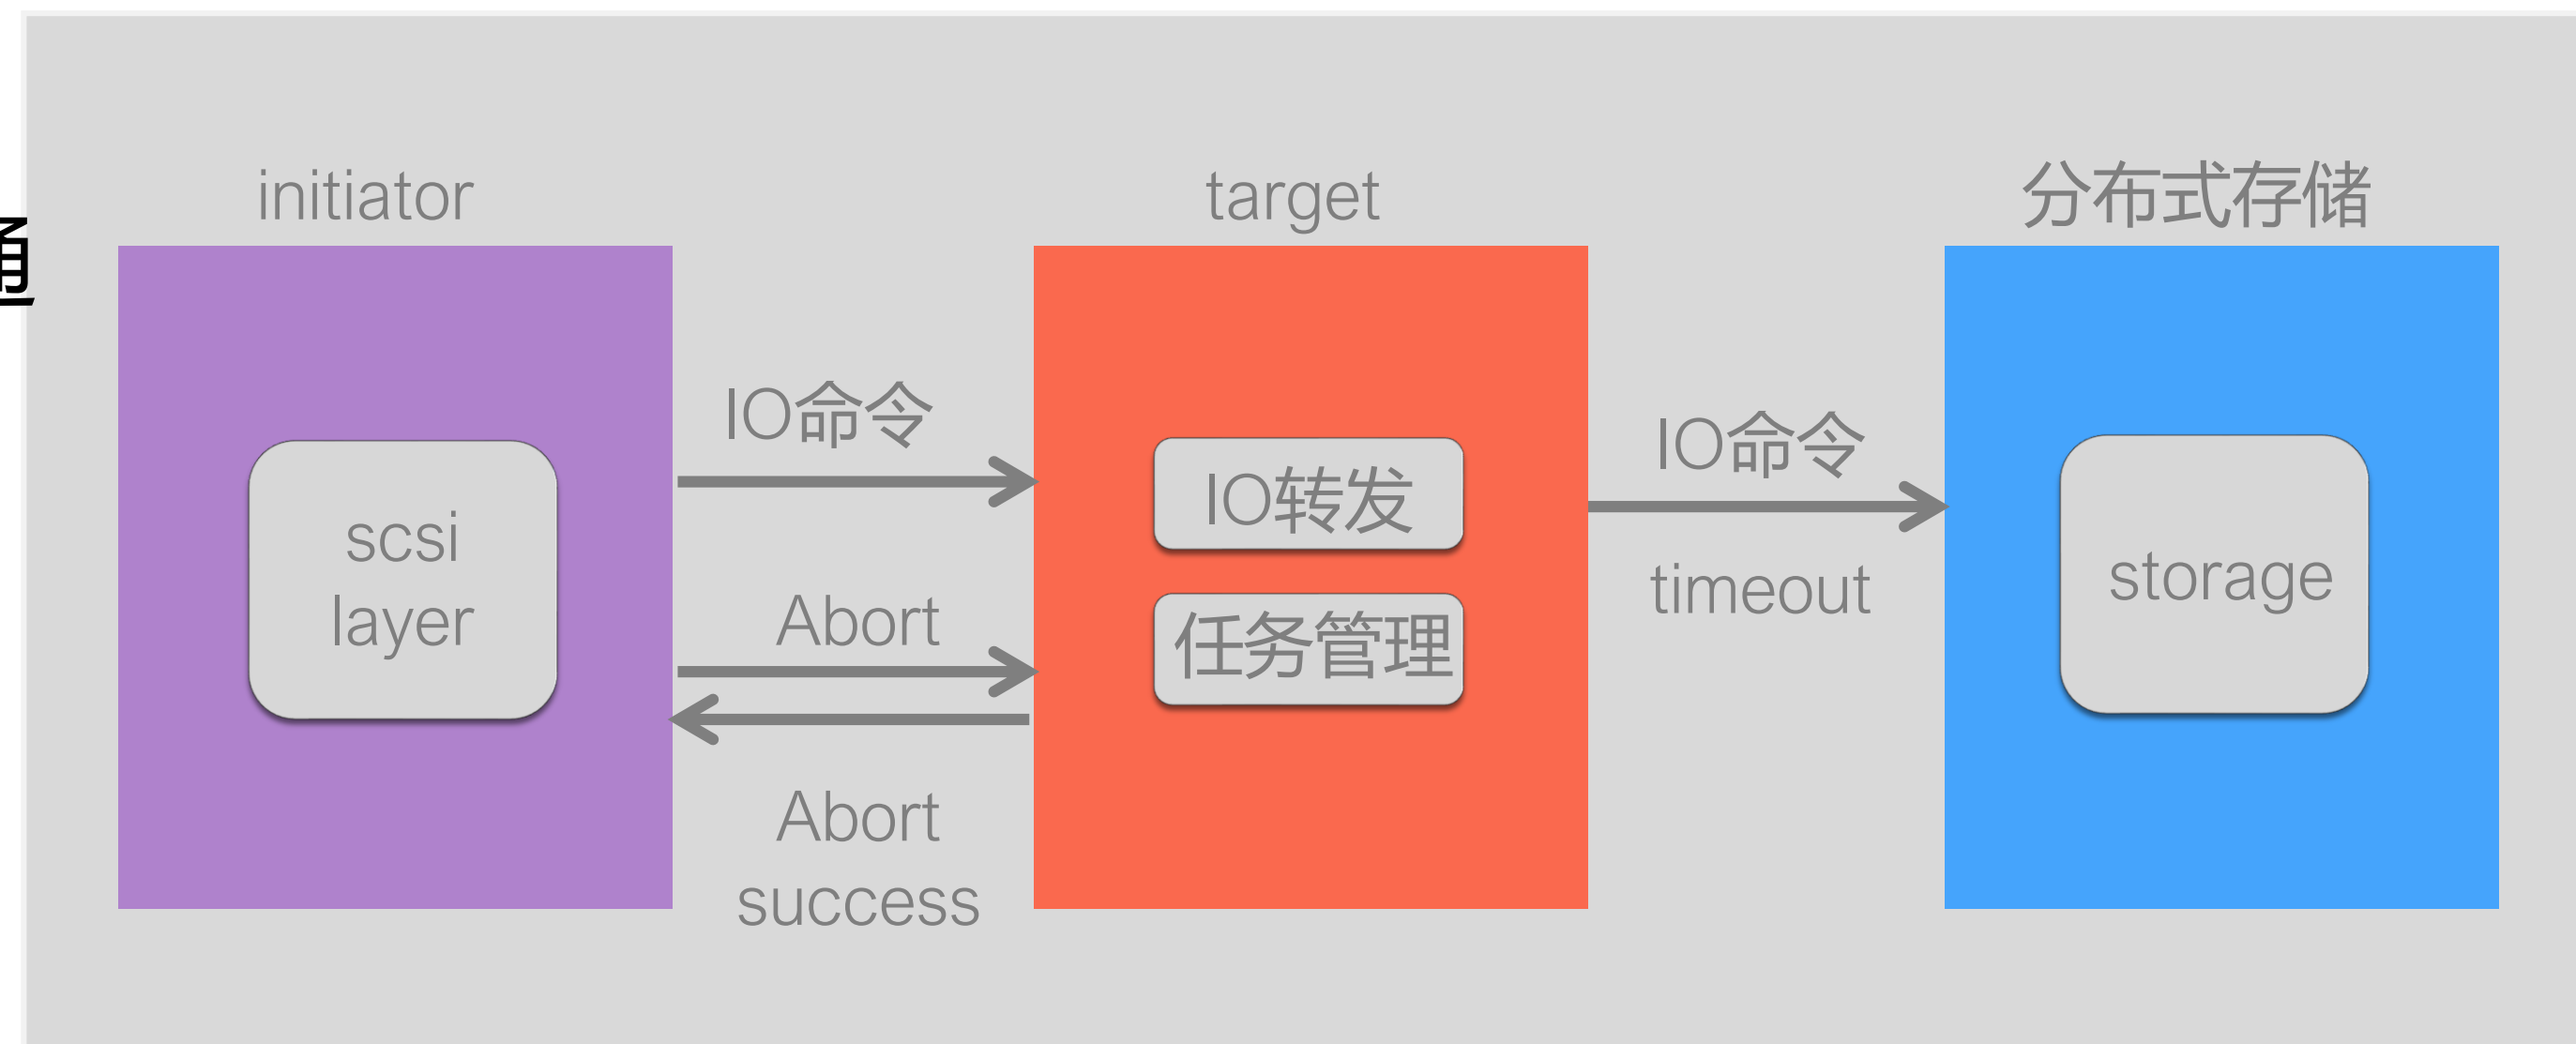 initiator
target
分布式存储
IO命令
IO命令
IO转发
scsi
layer
storage
timeout
Abort
任务管理
Abort
success